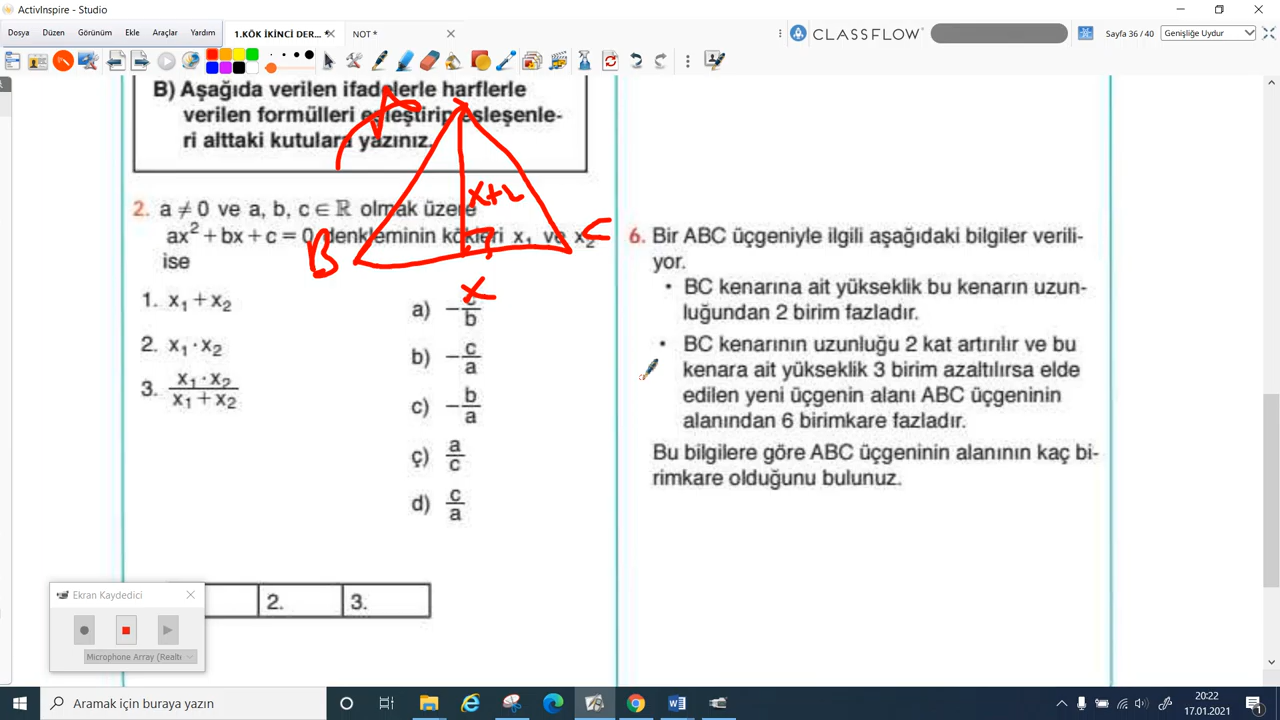 ActivInspire - Studio
Dosya Düzen Görünüm Ekle Araçlar Yardım
1.KÖK İKİNCİ DER...* NOT *
CLASSFLOW
Sayfa 36 / 40 Genişliğe Uydur
B) Aşağıda verilen ifadelerle harflerle
verilen formülleri eşleştirip eşleşenle-
ri alttaki kutulara yazınız.
2. a ≠ 0 ve a, b, c ∈ ℝ olmak üzere
ax² + bx + c = 0 denkleminin kökleri x₁ ve x₂
ise
1. x₁ + x₂
2. x₁ · x₂
3. x₁ · x₂ / x₁ + x₂
a) – c/b
b) – c/a
c) – b/a
ç) a/c
d) c/a
2. 3.
A
x+2
B
C
x
6. Bir ABC üçgeniyle ilgili aşağıdaki bilgiler verili-
yor.
• BC kenarına ait yükseklik bu kenarın uzun-
luğundan 2 birim fazladır.
• BC kenarının uzunluğu 2 kat artırılır ve bu
kenara ait yükseklik 3 birim azaltılırsa elde
edilen yeni üçgenin alanı ABC üçgeninin
alanından 6 birimkare fazladır.
Bu bilgilere göre ABC üçgeninin alanının kaç bi-
rimkare olduğunu bulunuz.
Ekran Kaydedici
Microphone Array (Realt
Aramak için buraya yazın
20:22
17.01.2021